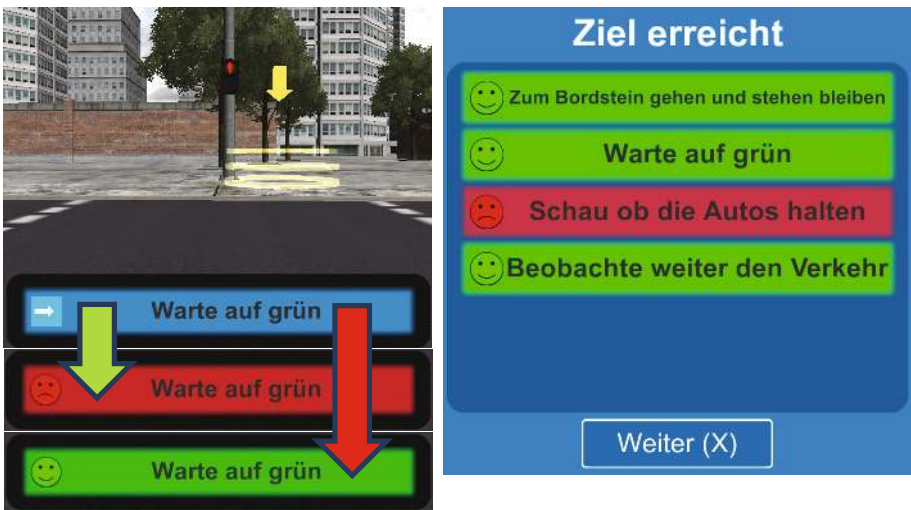 Warte auf grün
Warte auf grün
Warte auf grün
Ziel erreicht
Zum Bordstein gehen und stehen bleiben
Warte auf grün
Schau ob die Autos halten
Beobachte weiter den Verkehr
Weiter (X)